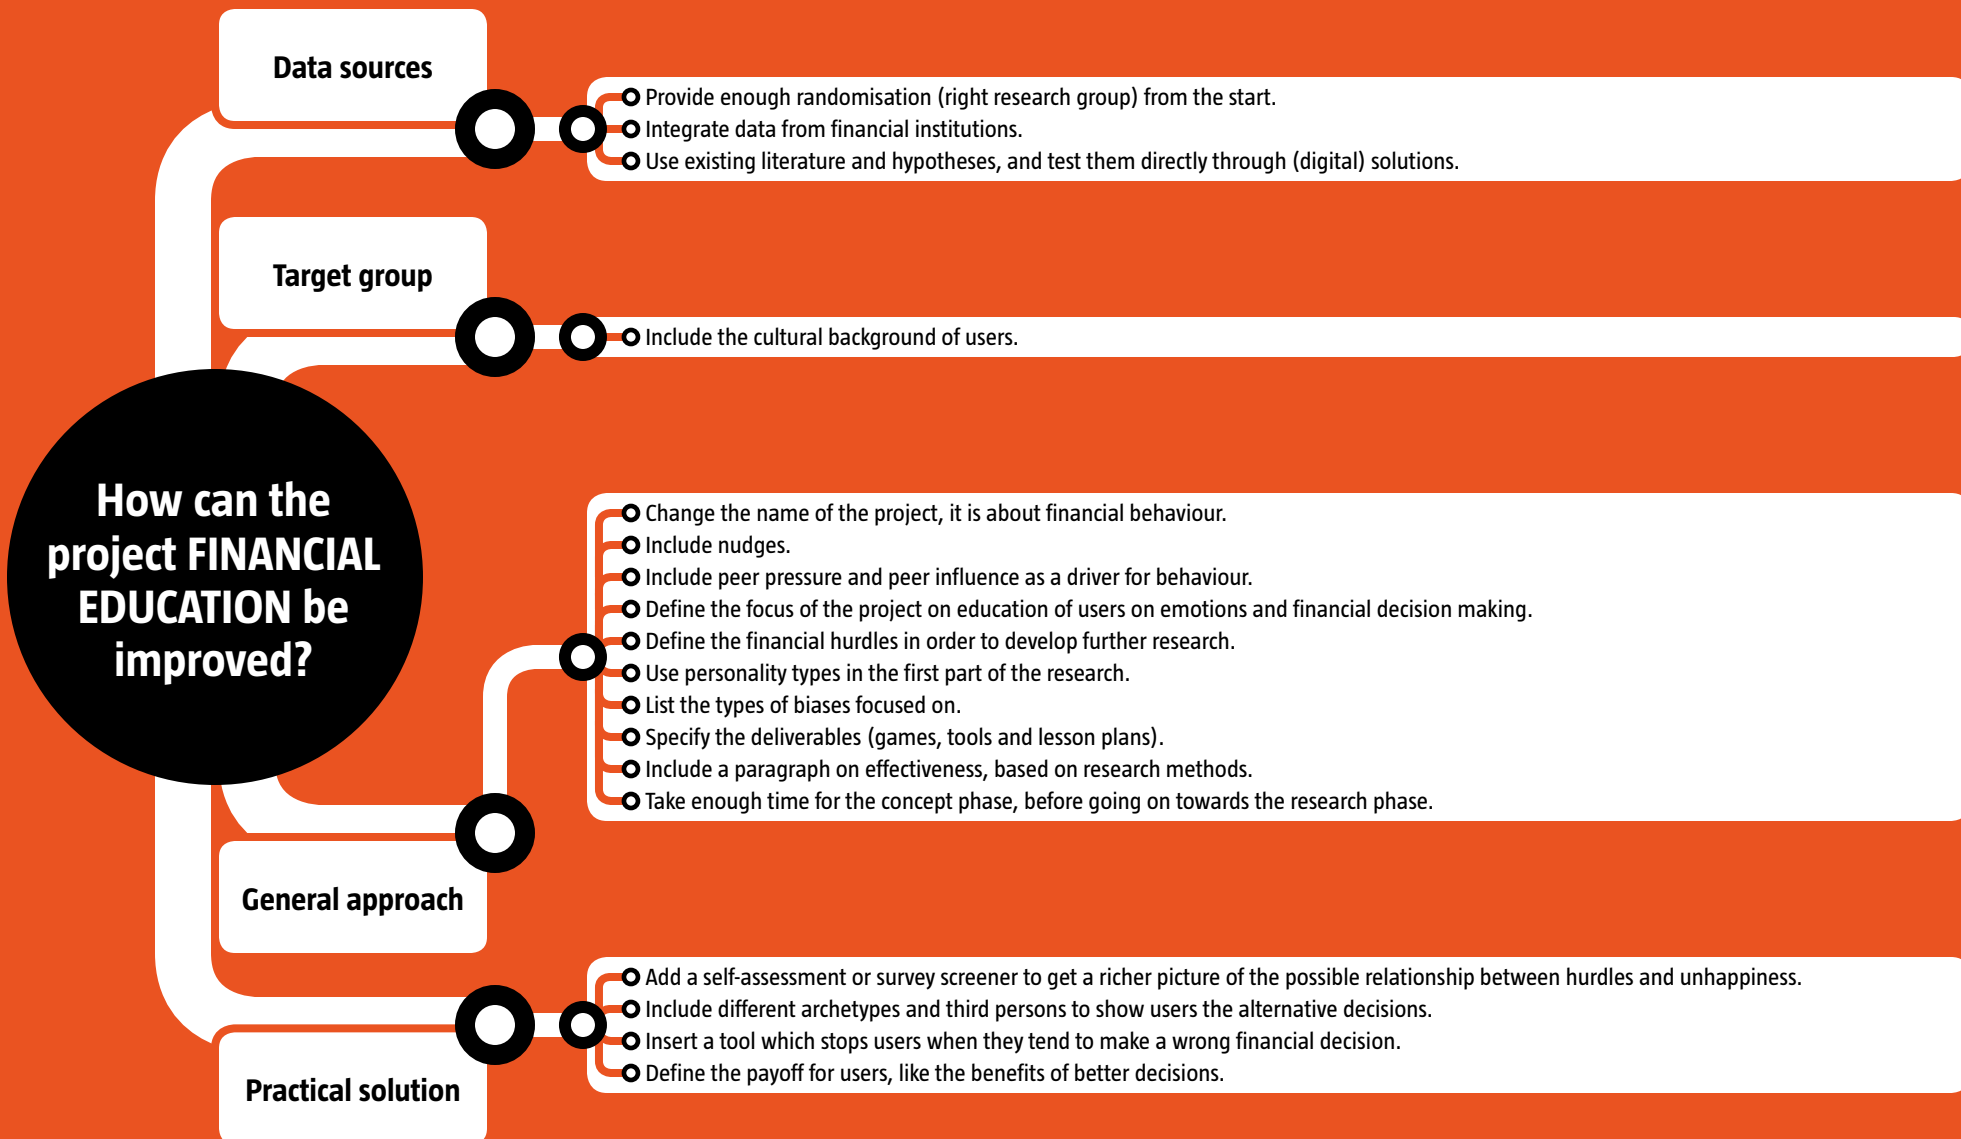 Data sources
Provide enough randomisation (right research group) from the start.
Integrate data from financial institutions.
Use existing literature and hypotheses, and test them directly through (digital) solutions.
Target group
Include the cultural background of users.
How can the
project FINANCIAL
EDUCATION be
improved?
Change the name of the project, it is about financial behaviour.
Include nudges.
Include peer pressure and peer influence as a driver for behaviour.
Define the focus of the project on education of users on emotions and financial decision making.
Define the financial hurdles in order to develop further research.
Use personality types in the first part of the research.
List the types of biases focused on.
Specify the deliverables (games, tools and lesson plans).
Include a paragraph on effectiveness, based on research methods.
Take enough time for the concept phase, before going on towards the research phase.
General approach
Add a self-assessment or survey screener to get a richer picture of the possible relationship between hurdles and unhappiness.
Include different archetypes and third persons to show users the alternative decisions.
Insert a tool which stops users when they tend to make a wrong financial decision.
Define the payoff for users, like the benefits of better decisions.
Practical solution